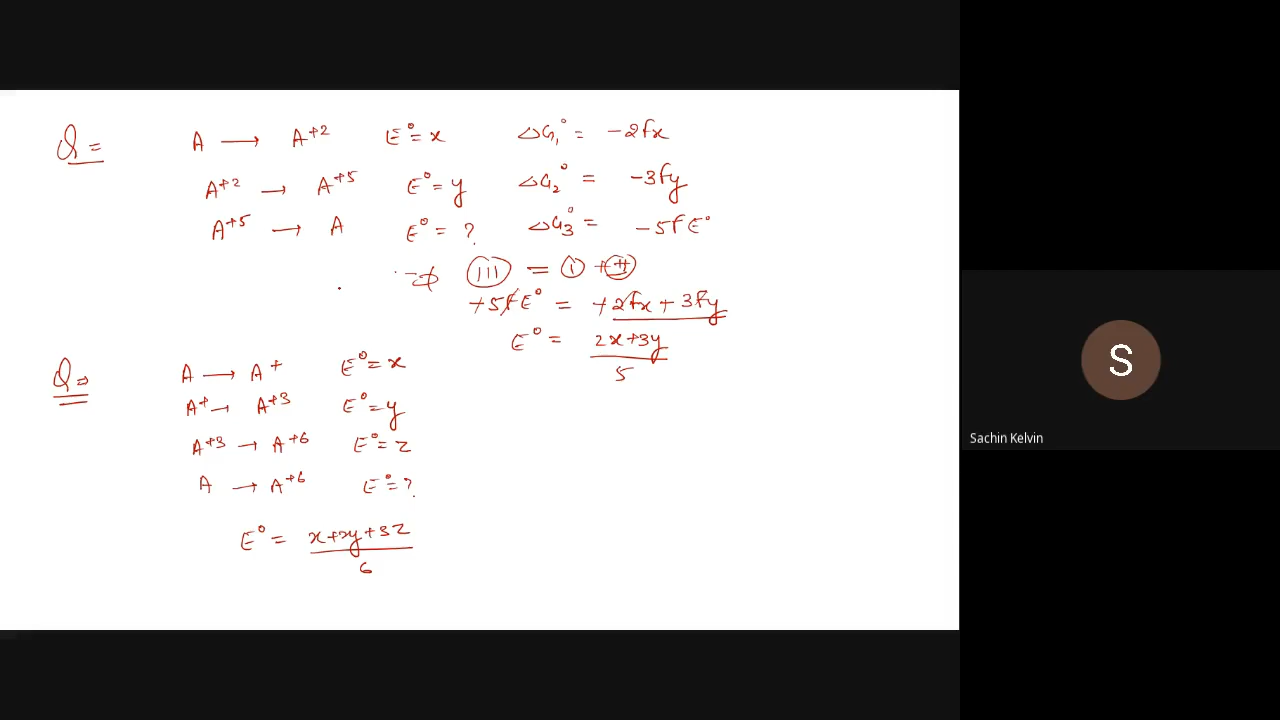 Q = A → A⁺² E° = x ΔG₁° = -2Fx
A⁺² → A⁺⁵ E° = y ΔG₂° = -3Fy
A⁺⁵ → A E° = ? ΔG₃° = -5FE°
III = I + II
+5FE° = +2Fx + 3Fy
E° = 2x+3y
5
Q ⇒ A → A⁺ E° = x
A⁺ → A⁺³ E° = y
A⁺³ → A⁺⁶ E° = z
A → A⁺⁶ E° = ?
E° = x+2y+3z
6
S
Sachin Kelvin